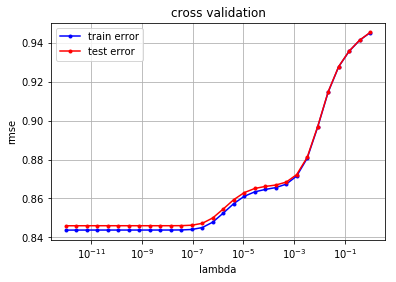 cross validation
train error
test error
rmse
0.94
0.92
0.90
0.88
0.86
0.84
10⁻¹¹ 10⁻⁹ 10⁻⁷ 10⁻⁵ 10⁻³ 10⁻¹
lambda